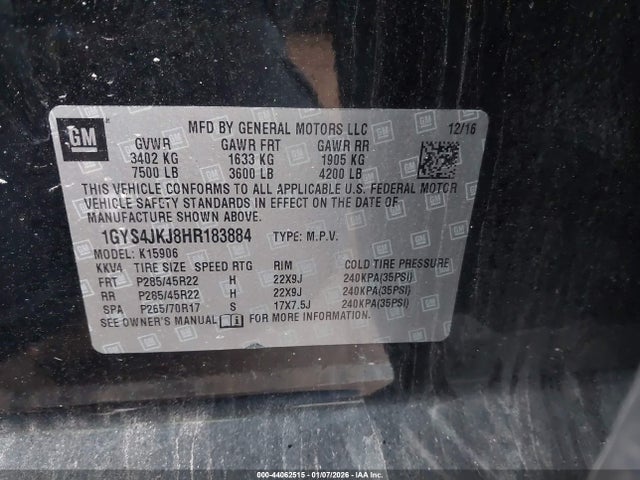 GM
MFD BY GENERAL MOTORS LLC 12/16
GVWR GAWR FRT GAWR RR
3402 KG 1633 KG 1905 KG
7500 LB 3600 LB 4200 LB
THIS VEHICLE CONFORMS TO ALL APPLICABLE U.S. FEDERAL MOTOR
VEHICLE SAFETY STANDARDS IN EFFECT ON THE DATE OF
MANUFACTURE SHOWN ABOVE.
1GYS4JKJ8HR183884 TYPE: M.P.V.
MODEL: K15906
KKV4 TIRE SIZE SPEED RTG RIM COLD TIRE PRESSURE
FRT P285/45R22 H 22X9J 240KPA(35PSI)
RR P285/45R22 H 22X9J 240KPA(35PSI)
SPA P265/70R17 S 17X7.5J 240KPA(35PSI)
SEE OWNER'S MANUAL FOR MORE INFORMATION.
800-44062515 - 01/07/2026 - IAA Inc.